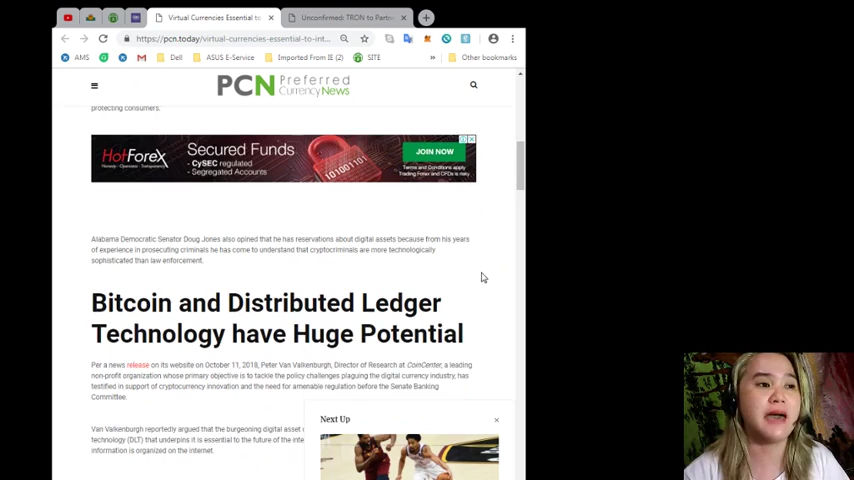 Virtual Currencies Essential to
Unconfirmed: TRON to Partne
https://pcn.today/virtual-currencies-essential-to-int...
AMS
Dell
ASUS E-Service
Imported From IE (2)
SITE
Other bookmarks
PCN Preferred
Currency News
protecting consumers.
HotForeX
Secured Funds
- CySEC regulated
- Segregated Accounts
JOIN NOW
Terms and Conditions apply
Trading Forex and CFDs is risky
101001101
Alabama Democratic Senator Doug Jones also opined that he has reservations about digital assets because from his years
of experience in prosecuting criminals he has come to understand that cryptocriminals are more technologically
sophisticated than law enforcement.
Bitcoin and Distributed Ledger
Technology have Huge Potential
Per a news release on its website on October 11, 2018, Peter Van Valkenburgh, Director of Research at CoinCenter, a leading
non-profit organization whose primary objective is to tackle the policy challenges plaguing the digital currency industry, has
testified in support of cryptocurrency innovation and the need for amenable regulation before the Senate Banking
Committee.
Next Up
Van Valkenburgh reportedly argued that the burgeoning digital asset
technology (DLT) that underpins it is essential to the future of the inte
information is organized on the internet.